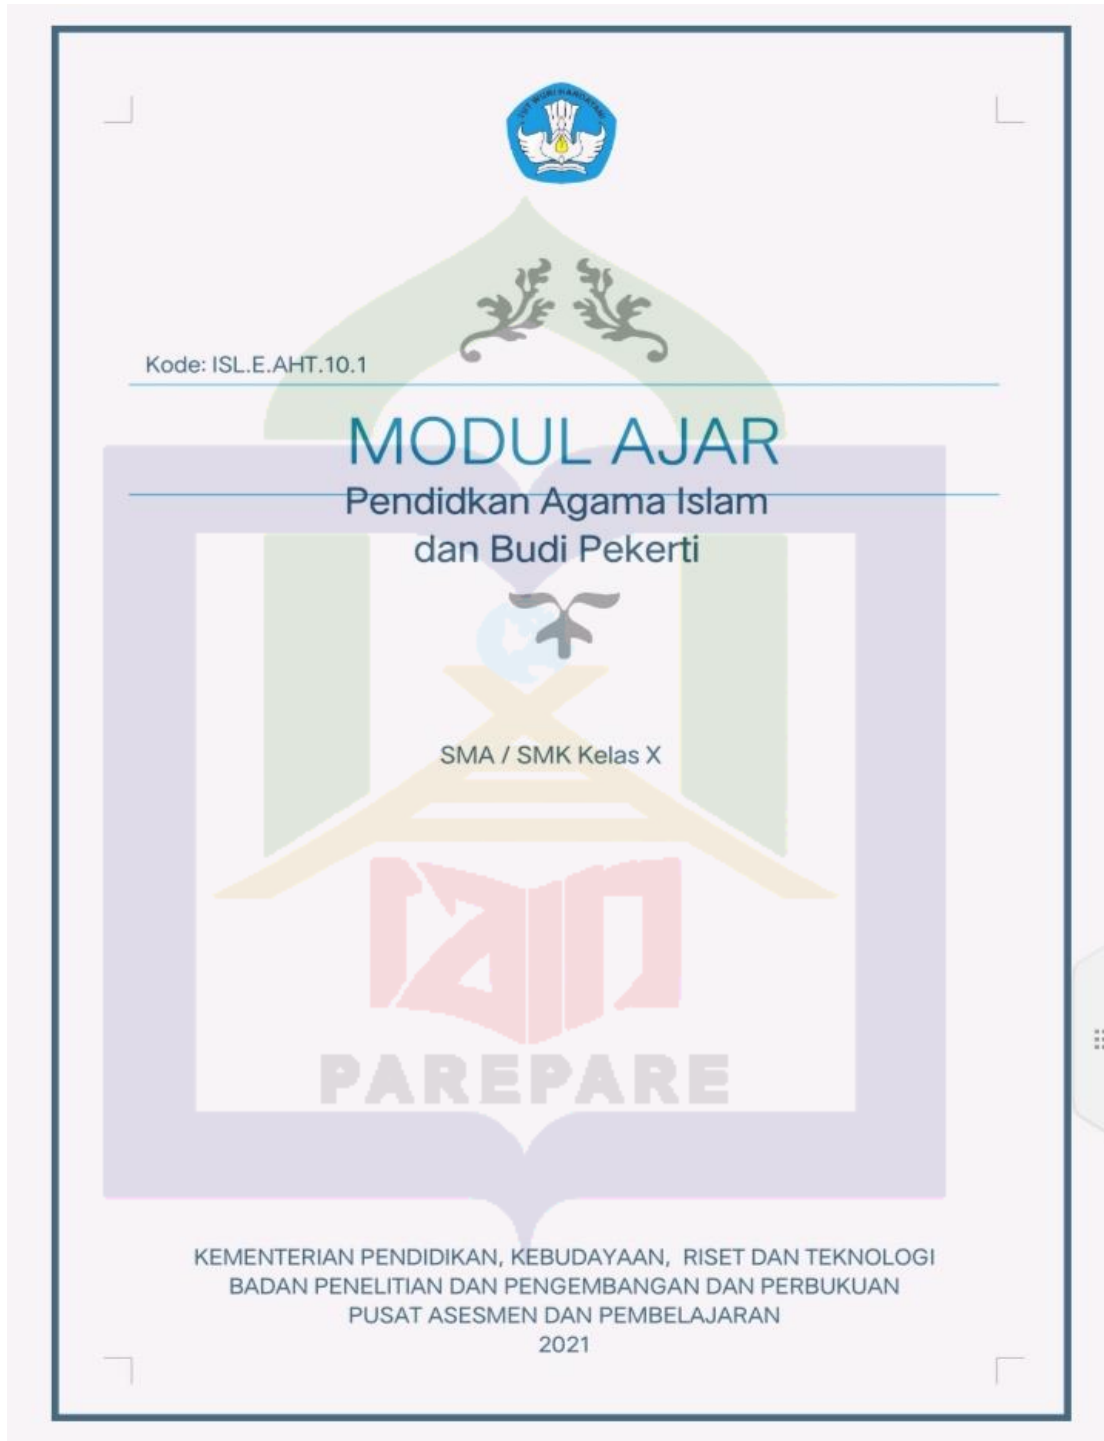 TUT WURI HANDAYANI
Kode: ISL.E.AHT.10.1
MODUL AJAR
Pendidkan Agama Islam
dan Budi Pekerti
SMA / SMK Kelas X
iain
PAREPARE
KEMENTERIAN PENDIDIKAN, KEBUDAYAAN, RISET DAN TEKNOLOGI
BADAN PENELITIAN DAN PENGEMBANGAN DAN PERBUKUAN
PUSAT ASESMEN DAN PEMBELAJARAN
2021